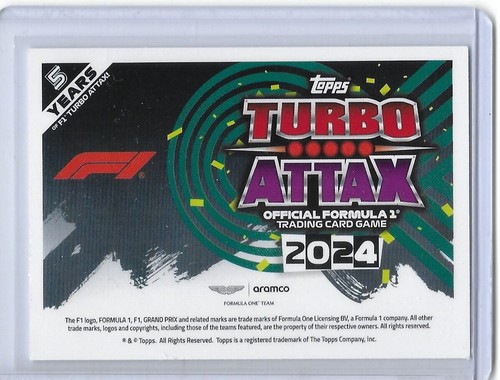 5
YEARS
OF F1® TURBO ATTAX!
topps
TURBO
ATTAX
OFFICIAL FORMULA 1®
TRADING CARD GAME
2024
F1®
aramco
FORMULA ONE™ TEAM
The F1 logo, FORMULA 1, F1, GRAND PRIX and related marks are trade marks of Formula One Licensing BV, a Formula 1 company. All other
trade marks, logos and copyrights, including those of the teams featured, are the property of their respective owners. All rights reserved.
® & © Topps. All Rights Reserved. Topps is a registered trademark of The Topps Company, Inc.